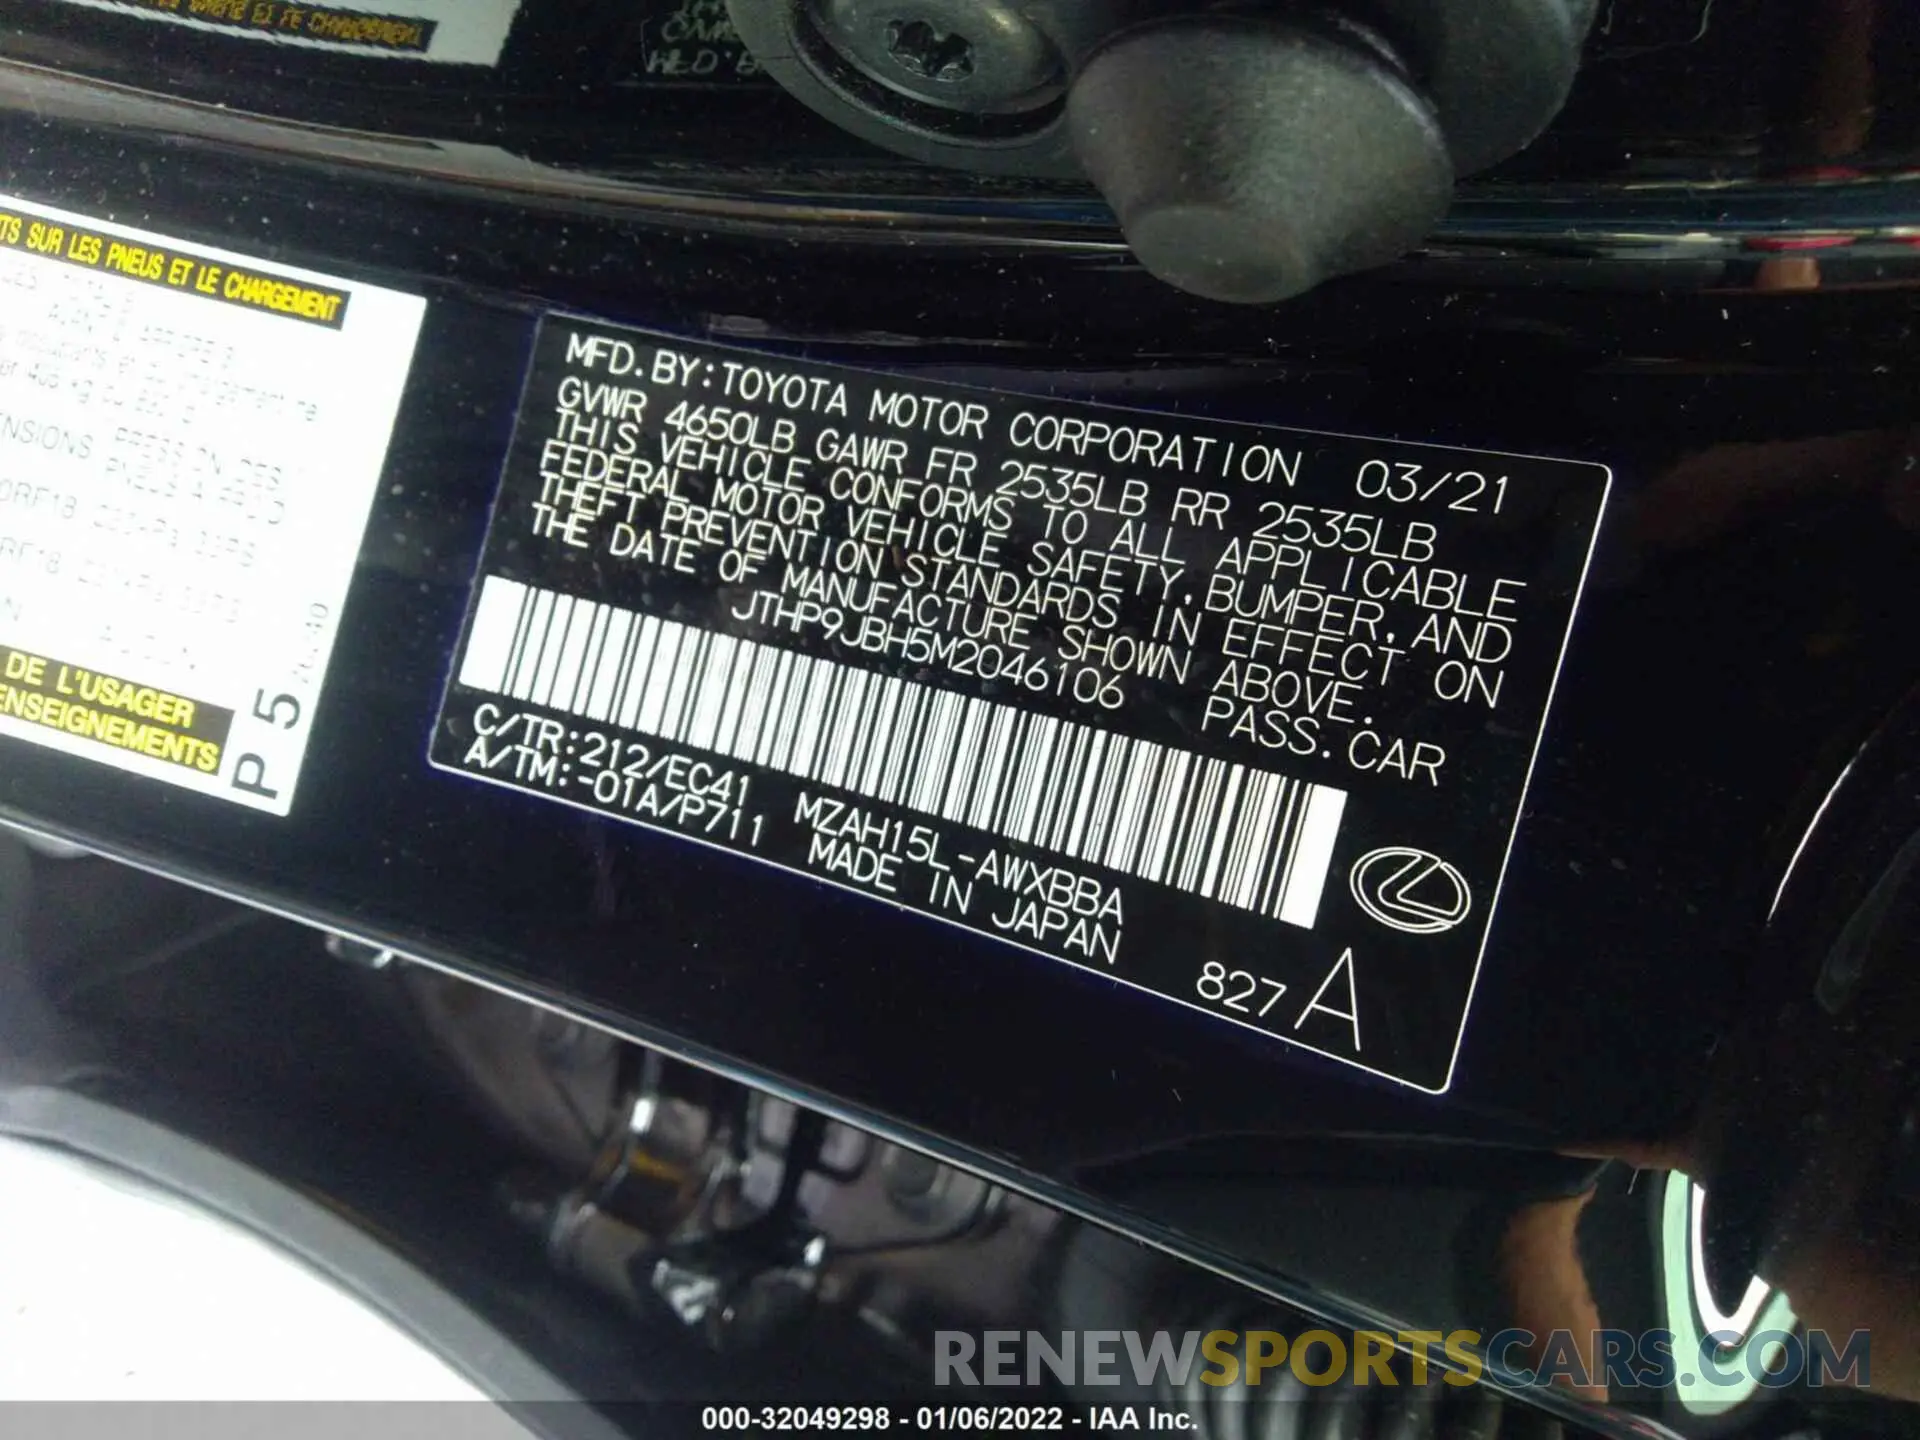 TS SUR LES PNEUS ET LE CHARGEMENT
DE L'USAGER
ENSEIGNEMENTS
P 5
MFD.BY:TOYOTA MOTOR CORPORATION 03/21
GVWR 4650LB GAWR FR 2535LB RR 2535LB
THIS VEHICLE CONFORMS TO ALL APPLICABLE
FEDERAL MOTOR VEHICLE SAFETY,BUMPER,AND
THEFT PREVENTION STANDARDS IN EFFECT ON
THE DATE OF MANUFACTURE SHOWN ABOVE.
JTHP9JBH5M2046106 PASS.CAR
C/TR:212/EC41 MZAH15L-AWXBBA
A/TM:-01A/P711 MADE IN JAPAN
827 A
RENEWSPORTSCARS.COM
000-32049298 - 01/06/2022 - IAA Inc.